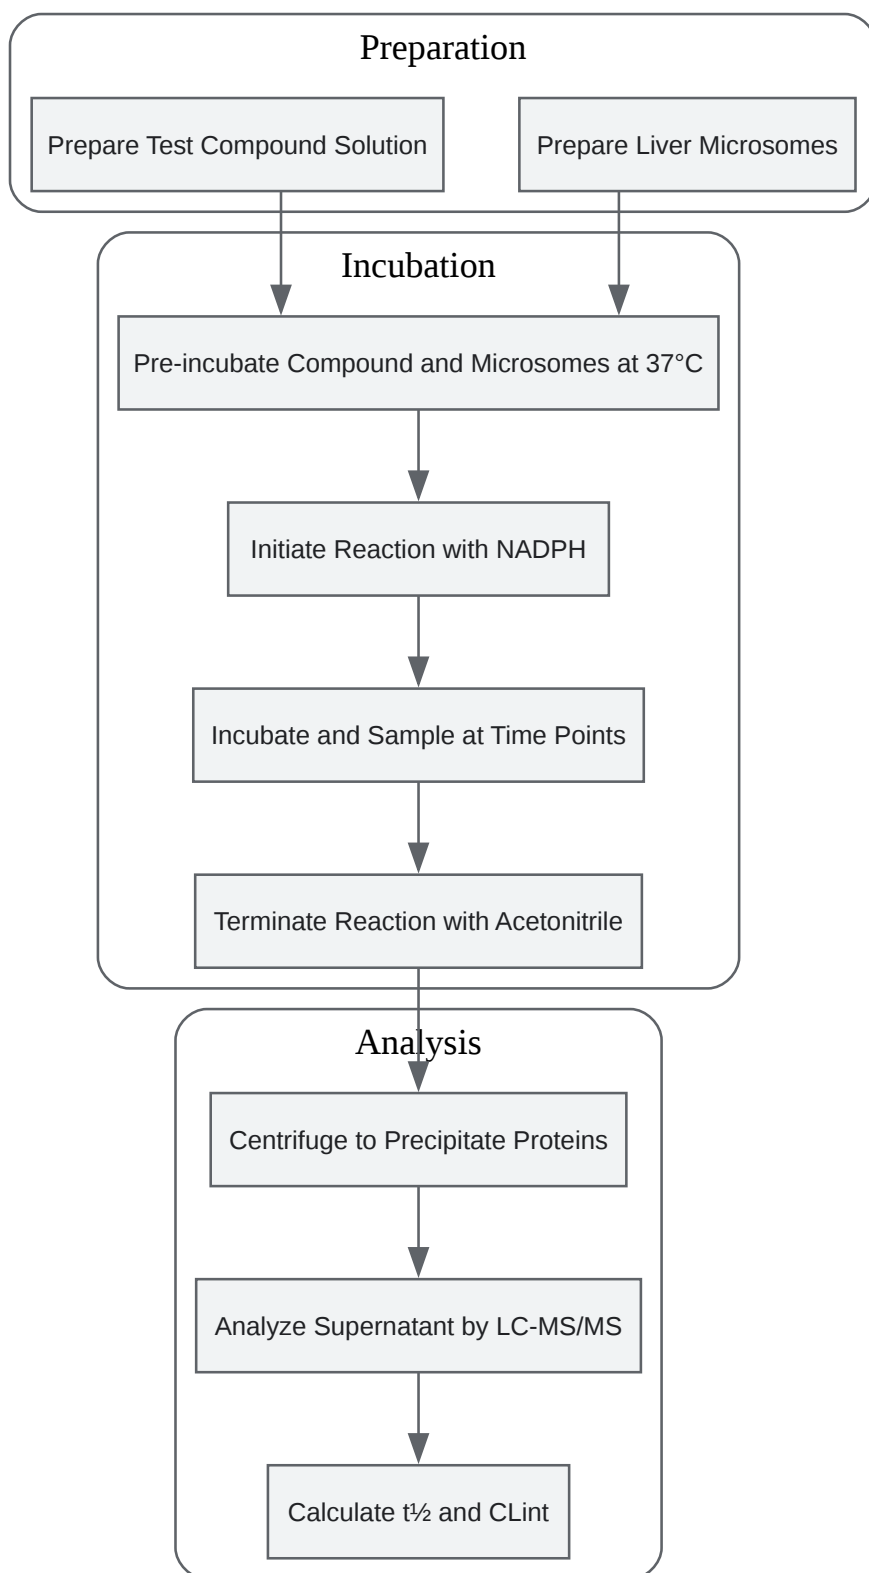 Preparation
Prepare Test Compound Solution
Prepare Liver Microsomes
Incubation
Pre-incubate Compound and Microsomes at 37°C
Initiate Reaction with NADPH
Incubate and Sample at Time Points
Terminate Reaction with Acetonitrile
Analysis
Centrifuge to Precipitate Proteins
Analyze Supernatant by LC-MS/MS
Calculate t½ and CLint